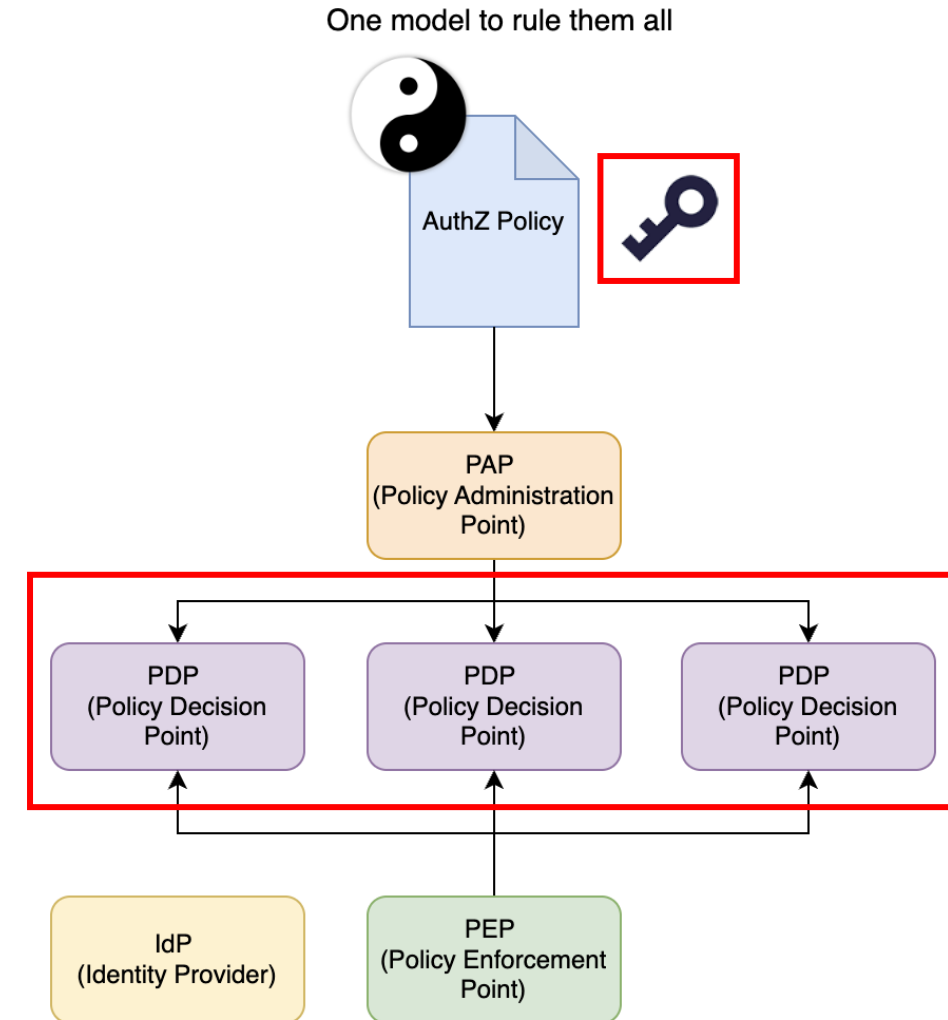 One model to rule them all
AuthZ Policy
PAP
(Policy Administration
Point)
PDP
(Policy Decision
Point)
PDP
(Policy Decision
Point)
PDP
(Policy Decision
Point)
IdP
(Identity Provider)
PEP
(Policy Enforcement
Point)